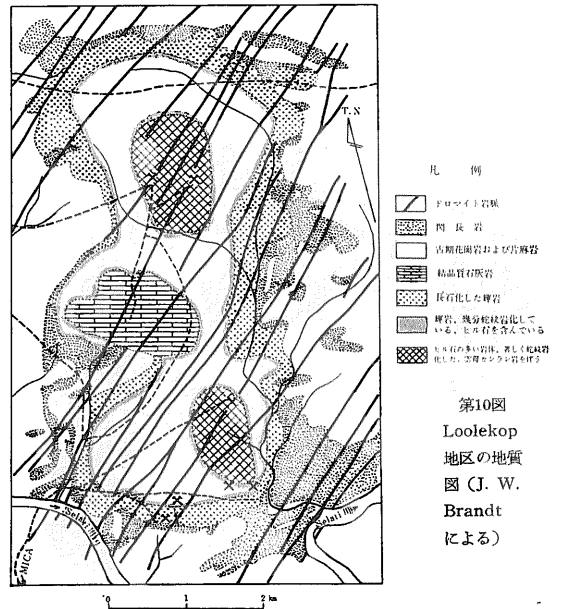 T.N
凡 例
ドロマイト岩脈
閃長岩
古期花崗岩および片麻岩
結晶質石灰岩
長石化した輝岩
輝岩、幾分蛇紋岩化して
いる、ヒル石を含んでいる
ヒル石の多い岩体、著しく蛇紋岩
化した、雲母カンラン岩を伴う
第10図
Loolekop
地区の地質
図(J. W.
Brandt
による)
Selati
Selati
MICA
0 1 2 km